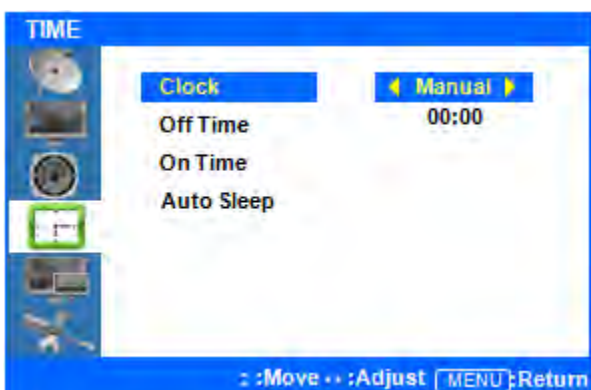 TIME
Clock Manual
00:00
Off Time
On Time
Auto Sleep
:Move :Adjust MENU :Return